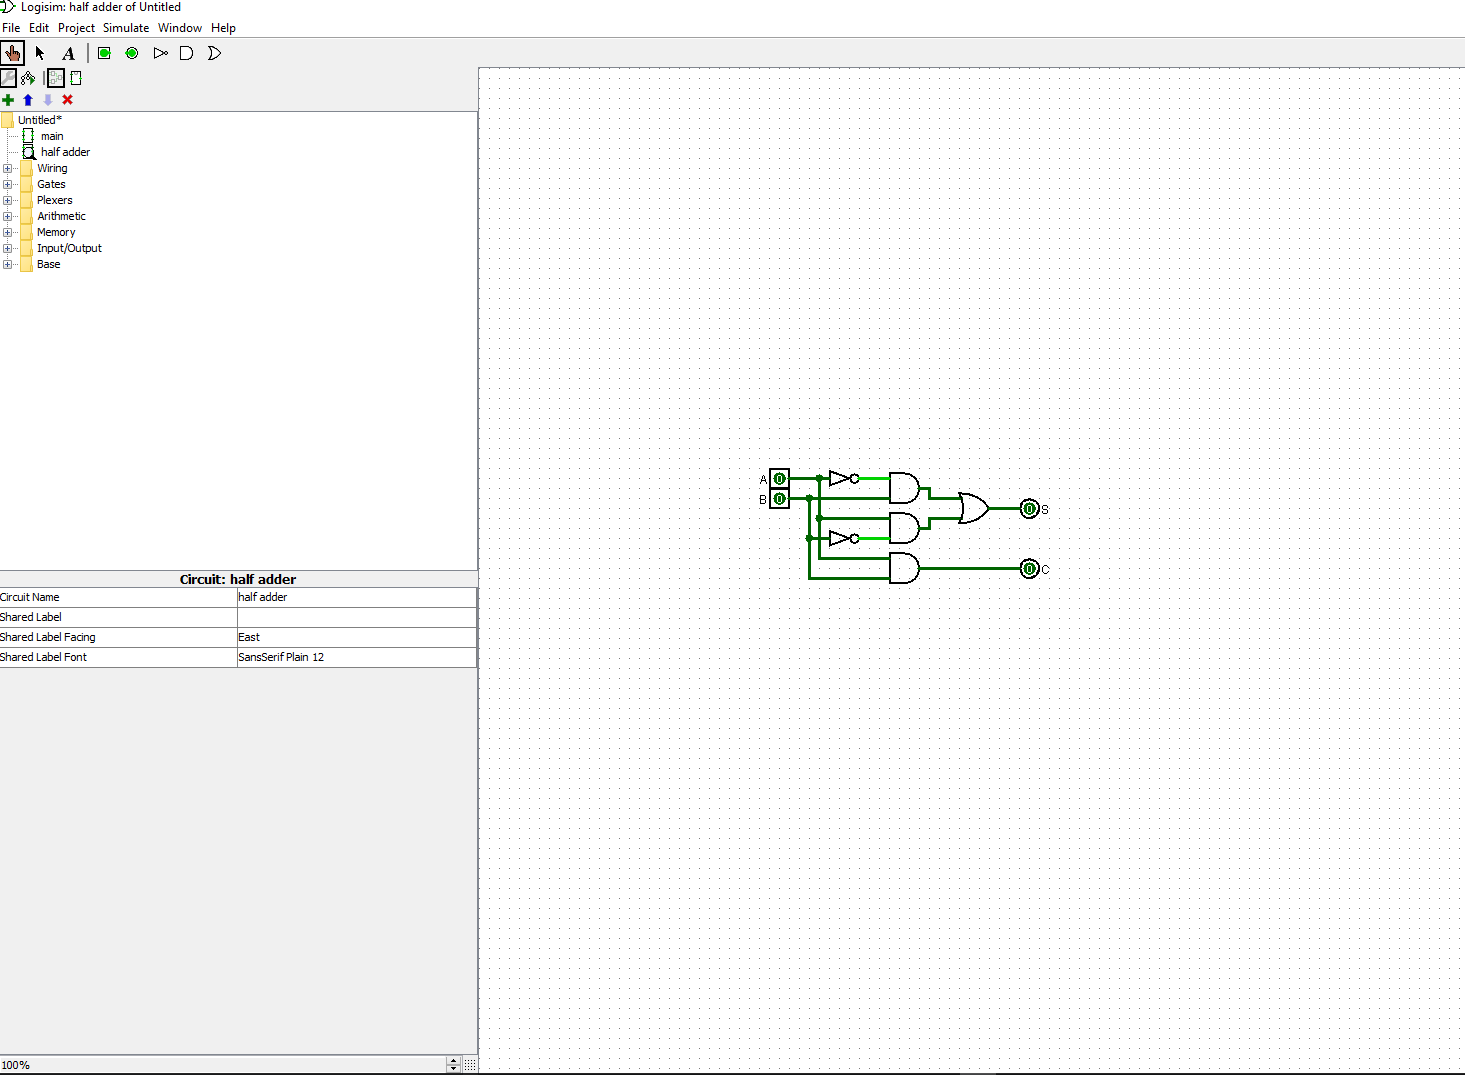 Logisim: half adder of Untitled
File Edit Project Simulate Window Help
A
Untitled*
main
half adder
Wiring
Gates
Plexers
Arithmetic
Memory
Input/Output
Base
A 0
B 0
0 S
0 C
Circuit: half adder
Circuit Name half adder
Shared Label
Shared Label Facing East
Shared Label Font SansSerif Plain 12
100%